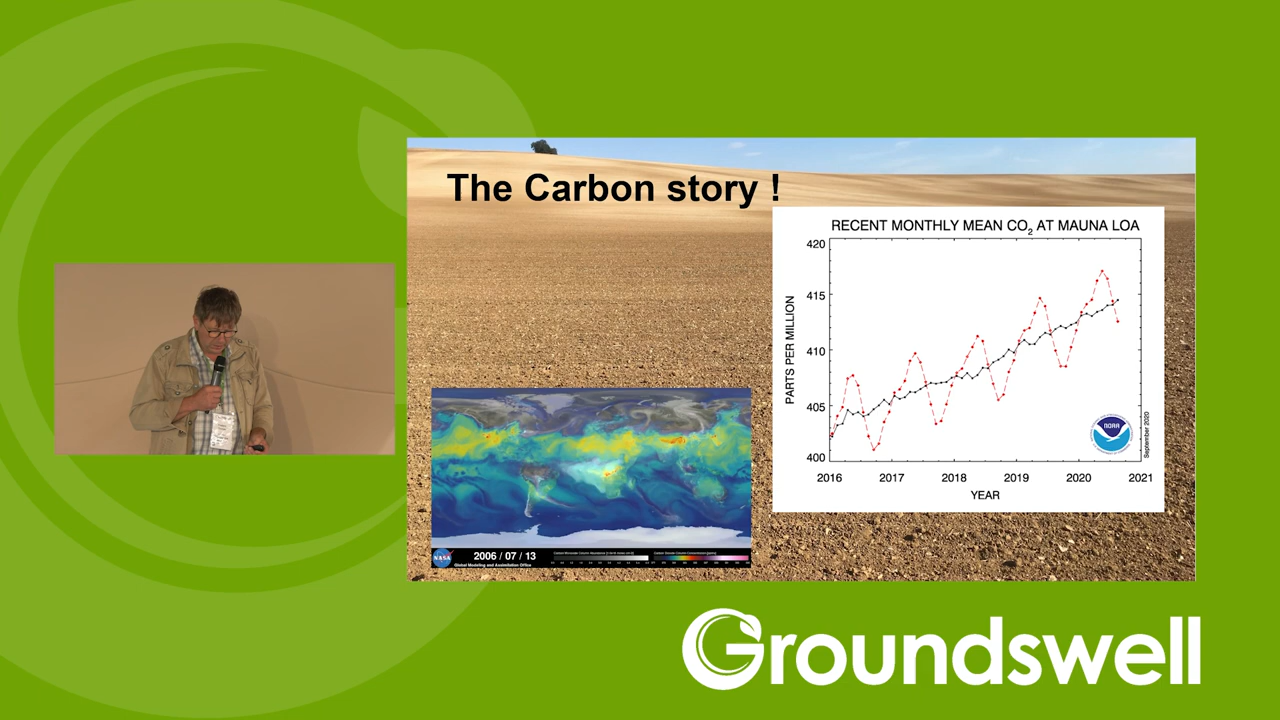 The Carbon story !
RECENT MONTHLY MEAN CO2 AT MAUNA LOA
PARTS PER MILLION
420
415
410
405
400
2016 2017 2018 2019 2020 2021
YEAR
NOAA
September 2020
NASA
2006 / 07 / 13
Global Modeling and Assimilation Office
Groundswell